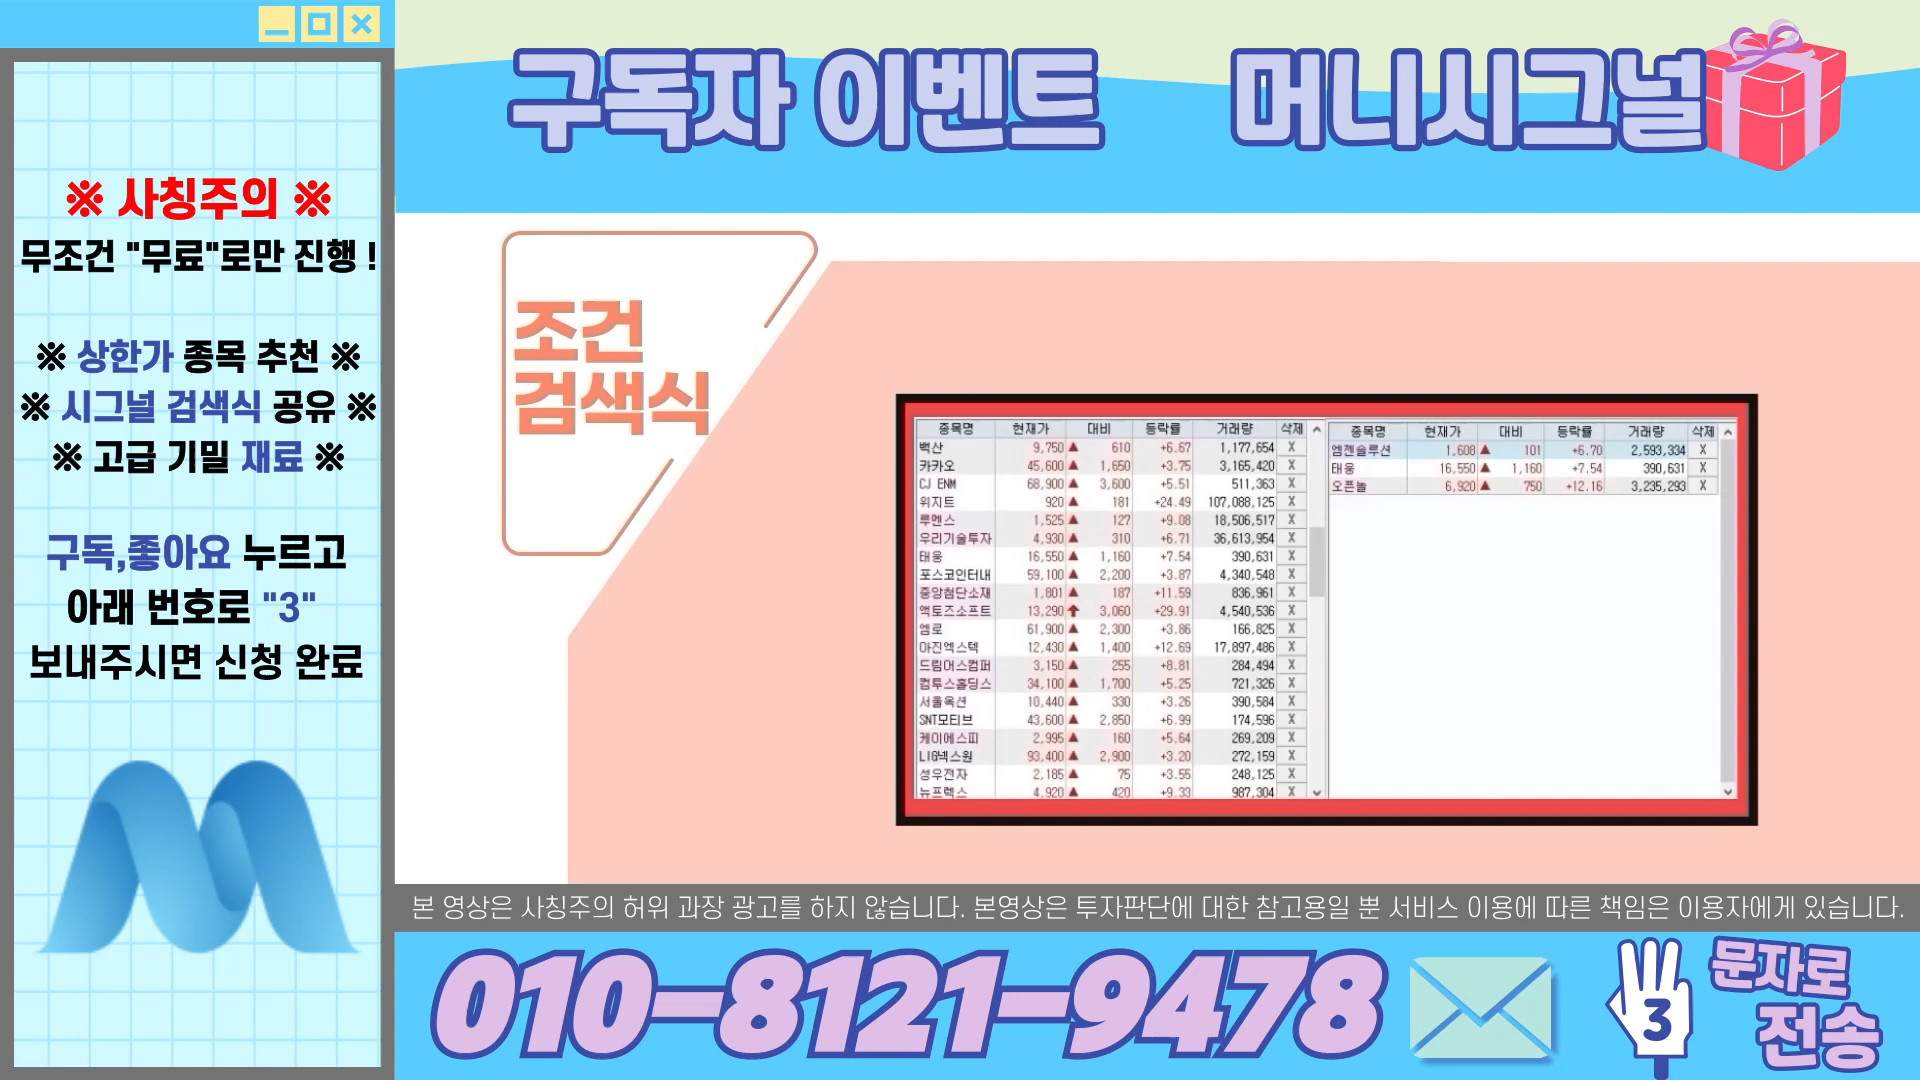 구독자 이벤트 머니시그널
※ 사칭주의 ※
무조건 "무료"로만 진행 !
※ 상한가 종목 추천 ※
※ 시그널 검색식 공유 ※
※ 고급 기밀 재료 ※
구독,좋아요 누르고
아래 번호로 "3"
보내주시면 신청 완료
조건
검색식
종목명 현재가 대비 등락률 거래량 삭제
백산 9,750 ▲ 610 +6.67 1,177,654 X
카카오 45,600 ▲ 1,650 +3.75 3,165,420 X
CJ ENM 68,900 ▲ 3,600 +5.51 511,363 X
위지트 920 ▲ 181 +24.49 107,088,125 X
루멘스 1,525 ▲ 127 +9.08 18,506,517 X
우리기술투자 4,930 ▲ 310 +6.71 36,613,954 X
태웅 16,550 ▲ 1,160 +7.54 390,631 X
포스코인터내 59,100 ▲ 2,200 +3.87 4,340,548 X
중앙첨단소재 1,801 ▲ 187 +11.59 836,961 X
액토즈소프트 13,290 ↑ 3,060 +29.91 4,540,536 X
엠로 61,900 ▲ 2,300 +3.86 166,825 X
아진엑스텍 12,430 ▲ 1,400 +12.69 17,897,486 X
드림어스컴퍼 3,150 ▲ 255 +8.81 284,494 X
컴투스홀딩스 34,100 ▲ 1,700 +5.25 721,326 X
서울옥션 10,440 ▲ 330 +3.26 390,584 X
SNT모티브 43,600 ▲ 2,850 +6.99 174,596 X
케이에스피 2,995 ▲ 160 +5.64 269,209 X
LIG넥스원 93,400 ▲ 2,900 +3.20 272,159 X
성우전자 2,185 ▲ 75 +3.55 248,125 X
뉴프렉스 4,920 ▲ 420 +9.33 987,304 X
종목명 현재가 대비 등락률 거래량 삭제
엠젠솔루션 1,608 ▲ 101 +6.70 2,593,334 X
태웅 16,550 ▲ 1,160 +7.54 390,631 X
오픈놀 6,920 ▲ 750 +12.16 3,235,293 X
본 영상은 사칭주의 허위 과장 광고를 하지 않습니다. 본영상은 투자판단에 대한 참고용일 뿐 서비스 이용에 따른 책임은 이용자에게 있습니다.
010-8121-9478
3
문자로
전송